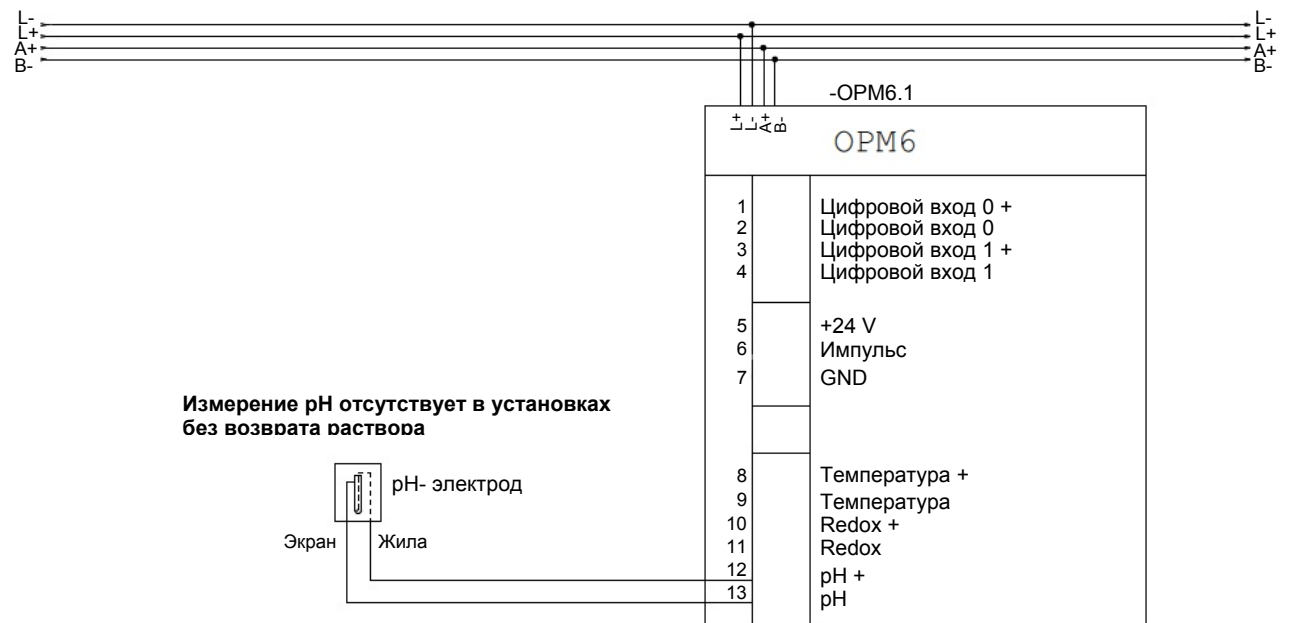 L-
L+
A+
B-
L-
L+
A+
B-
-OPM6.1
L+
L-
A+
B-
OPM6
1 Цифровой вход 0 +
2 Цифровой вход 0
3 Цифровой вход 1 +
4 Цифровой вход 1
5 +24 V
6 Импульс
7 GND
Измерение pH отсутствует в установках
без возврата раствора
pH- электрод
Экран
Жила
8 Температура +
9 Температура
10 Redox +
11 Redox
12 pH +
13 pH